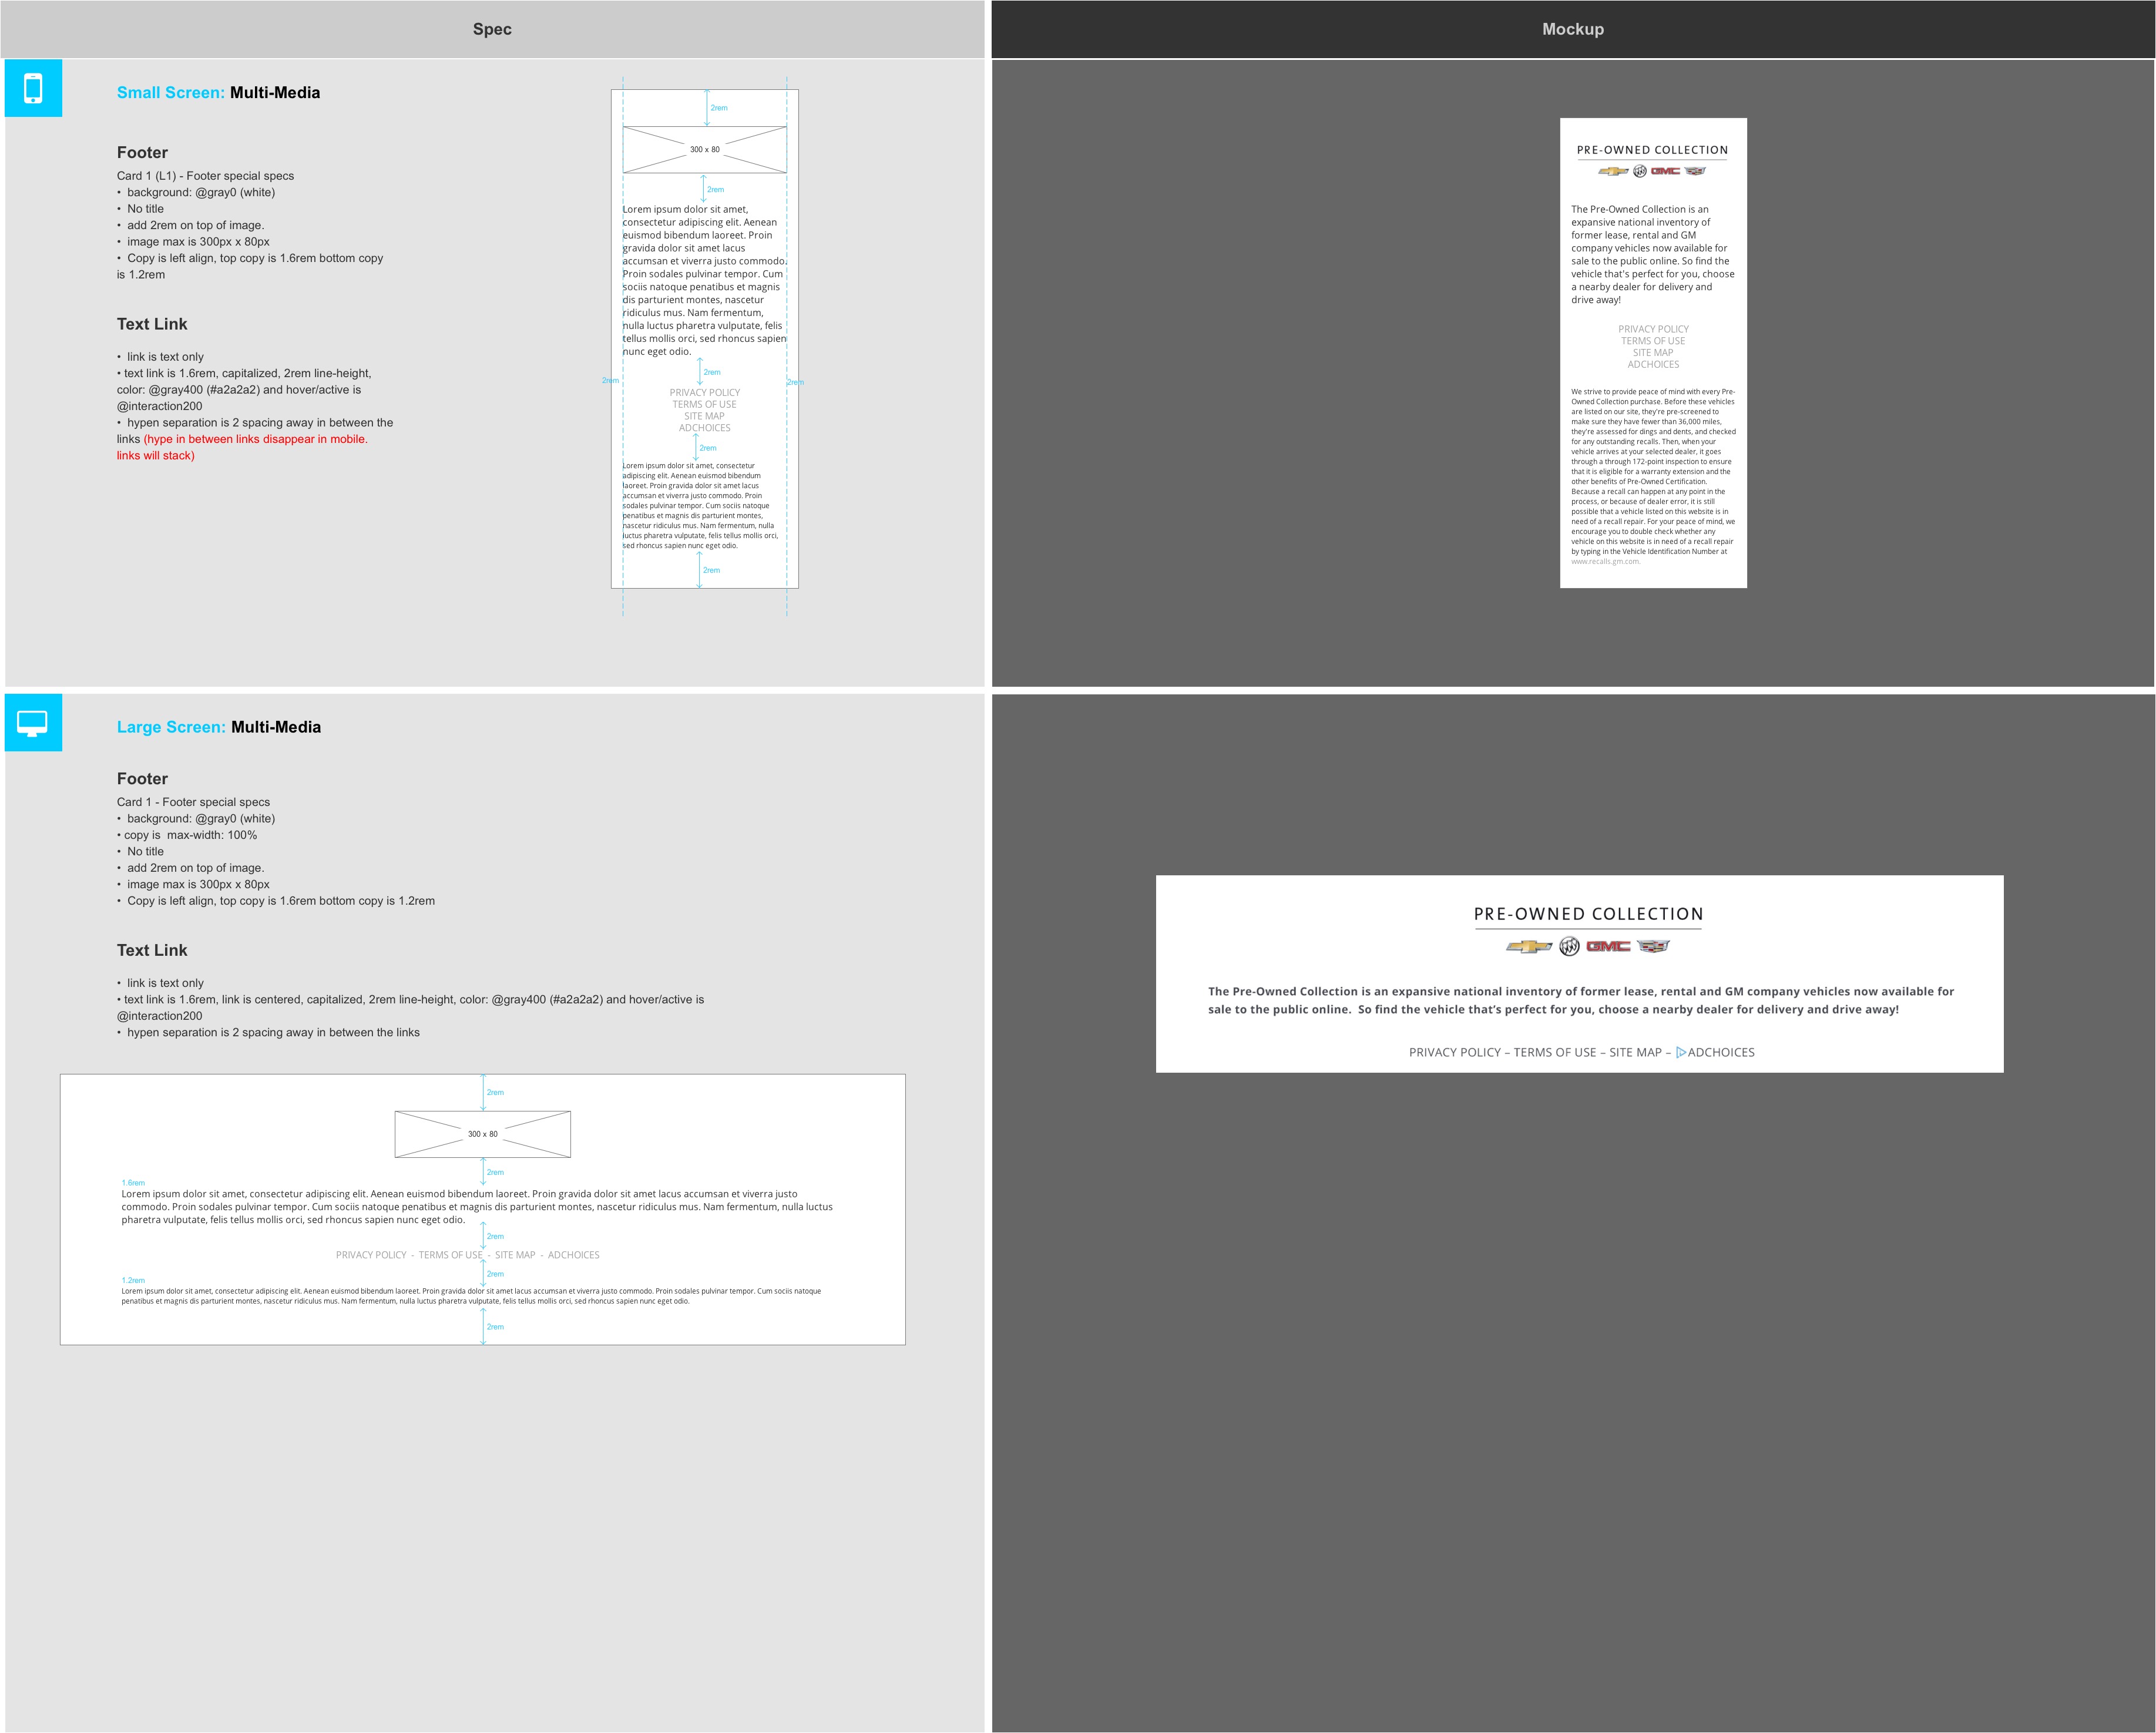 Spec
Mockup
Small Screen: Multi-Media
Footer
Card 1 (L1) - Footer special specs
• background: @gray0 (white)
• No title
• add 2rem on top of image.
• image max is 300px x 80px
• Copy is left align, top copy is 1.6rem bottom copy
is 1.2rem
Text Link
• link is text only
• text link is 1.6rem, capitalized, 2rem line-height,
color: @gray400 (#a2a2a2) and hover/active is
@interaction200
• hypen separation is 2 spacing away in between the
links (hype in between links disappear in mobile.
links will stack)
2rem
300 x 80
2rem
Lorem ipsum dolor sit amet,
consectetur adipiscing elit. Aenean
euismod bibendum laoreet. Proin
gravida dolor sit amet lacus
accumsan et viverra justo commodo.
Proin sodales pulvinar tempor. Cum
sociis natoque penatibus et magnis
dis parturient montes, nascetur
ridiculus mus. Nam fermentum,
nulla luctus pharetra vulputate, felis
tellus mollis orci, sed rhoncus sapien
nunc eget odio.
2rem
2rem
2rem
PRIVACY POLICY
TERMS OF USE
SITE MAP
ADCHOICES
2rem
Lorem ipsum dolor sit amet, consectetur
adipiscing elit. Aenean euismod bibendum
laoreet. Proin gravida dolor sit amet lacus
accumsan et viverra justo commodo. Proin
sodales pulvinar tempor. Cum sociis natoque
penatibus et magnis dis parturient montes,
nascetur ridiculus mus. Nam fermentum, nulla
luctus pharetra vulputate, felis tellus mollis orci,
sed rhoncus sapien nunc eget odio.
2rem
PRE-OWNED COLLECTION
GMC
The Pre-Owned Collection is an
expansive national inventory of
former lease, rental and GM
company vehicles now available for
sale to the public online. So find the
vehicle that's perfect for you, choose
a nearby dealer for delivery and
drive away!
PRIVACY POLICY
TERMS OF USE
SITE MAP
ADCHOICES
We strive to provide peace of mind with every Pre-
Owned Collection purchase. Before these vehicles
are listed on our site, they're pre-screened to
make sure they have fewer than 36,000 miles,
they're assessed for dings and dents, and checked
for any outstanding recalls. Then, when your
vehicle arrives at your selected dealer, it goes
through a through 172-point inspection to ensure
that it is eligible for a warranty extension and the
other benefits of Pre-Owned Certification.
Because a recall can happen at any point in the
process, or because of dealer error, it is still
possible that a vehicle listed on this website is in
need of a recall repair. For your peace of mind, we
encourage you to double check whether any
vehicle on this website is in need of a recall repair
by typing in the Vehicle Identification Number at
www.recalls.gm.com.
Large Screen: Multi-Media
Footer
Card 1 - Footer special specs
• background: @gray0 (white)
• copy is max-width: 100%
• No title
• add 2rem on top of image.
• image max is 300px x 80px
• Copy is left align, top copy is 1.6rem bottom copy is 1.2rem
Text Link
• link is text only
• text link is 1.6rem, link is centered, capitalized, 2rem line-height, color: @gray400 (#a2a2a2) and hover/active is
@interaction200
• hypen separation is 2 spacing away in between the links
2rem
300 x 80
2rem
1.6rem
Lorem ipsum dolor sit amet, consectetur adipiscing elit. Aenean euismod bibendum laoreet. Proin gravida dolor sit amet lacus accumsan et viverra justo
commodo. Proin sodales pulvinar tempor. Cum sociis natoque penatibus et magnis dis parturient montes, nascetur ridiculus mus. Nam fermentum, nulla luctus
pharetra vulputate, felis tellus mollis orci, sed rhoncus sapien nunc eget odio.
2rem
PRIVACY POLICY - TERMS OF USE - SITE MAP - ADCHOICES
2rem
1.2rem
Lorem ipsum dolor sit amet, consectetur adipiscing elit. Aenean euismod bibendum laoreet. Proin gravida dolor sit amet lacus accumsan et viverra justo commodo. Proin sodales pulvinar tempor. Cum sociis natoque
penatibus et magnis dis parturient montes, nascetur ridiculus mus. Nam fermentum, nulla luctus pharetra vulputate, felis tellus mollis orci, sed rhoncus sapien nunc eget odio.
2rem
PRE-OWNED COLLECTION
GMC
The Pre-Owned Collection is an expansive national inventory of former lease, rental and GM company vehicles now available for
sale to the public online. So find the vehicle that’s perfect for you, choose a nearby dealer for delivery and drive away!
PRIVACY POLICY – TERMS OF USE – SITE MAP – ADCHOICES